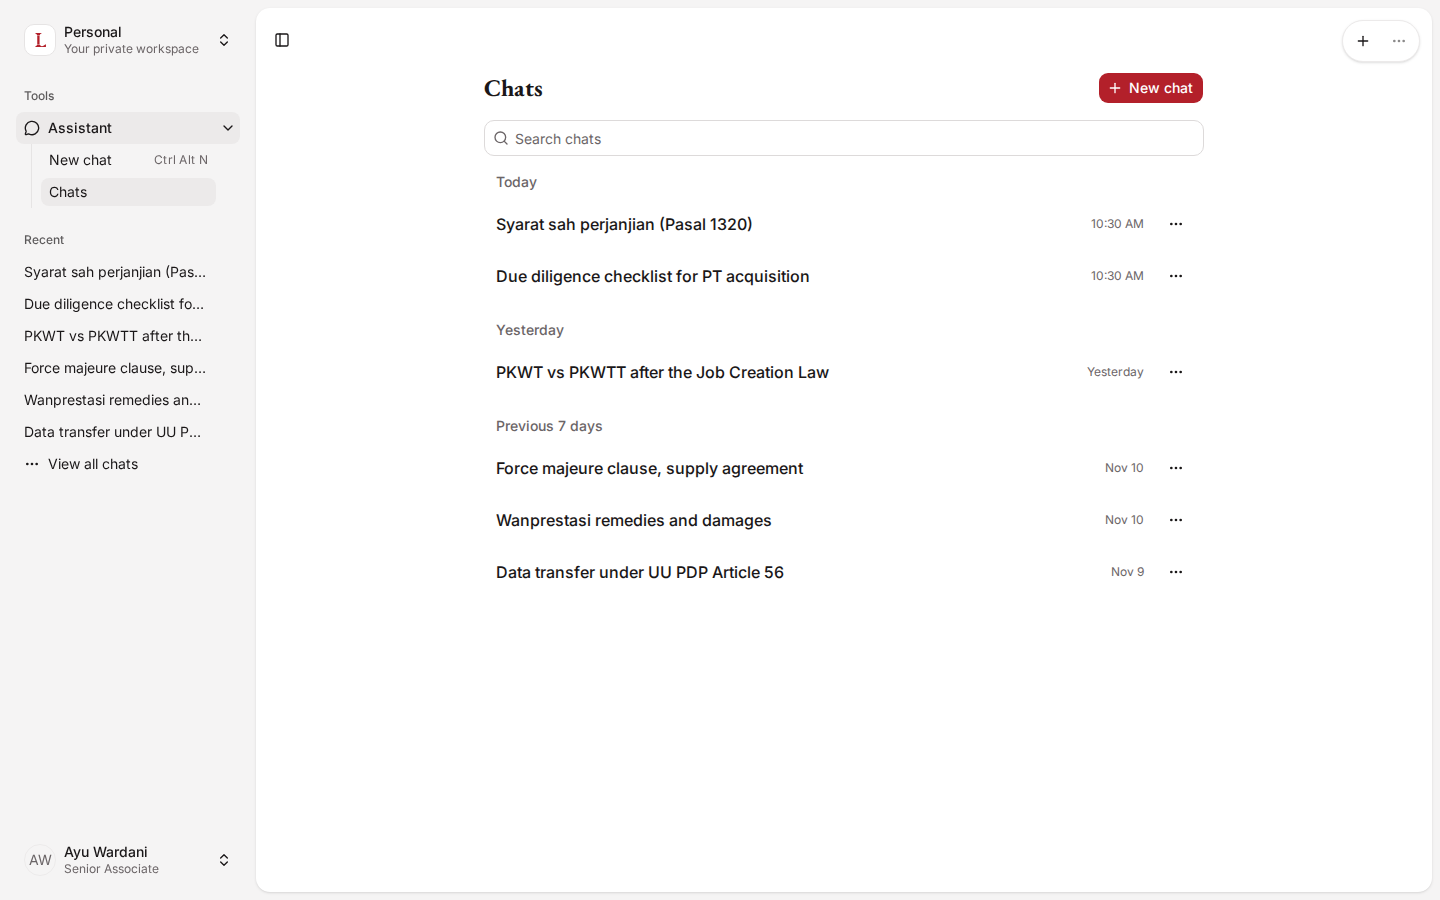 L
Personal
Your private workspace
Tools
Assistant
New chat Ctrl Alt N
Chats
Recent
Syarat sah perjanjian (Pas...
Due diligence checklist fo...
PKWT vs PKWTT after th...
Force majeure clause, sup...
Wanprestasi remedies an...
Data transfer under UU P...
View all chats
AW
Ayu Wardani
Senior Associate
Chats
New chat
Search chats
Today
Syarat sah perjanjian (Pasal 1320) 10:30 AM
Due diligence checklist for PT acquisition 10:30 AM
Yesterday
PKWT vs PKWTT after the Job Creation Law Yesterday
Previous 7 days
Force majeure clause, supply agreement Nov 10
Wanprestasi remedies and damages Nov 10
Data transfer under UU PDP Article 56 Nov 9